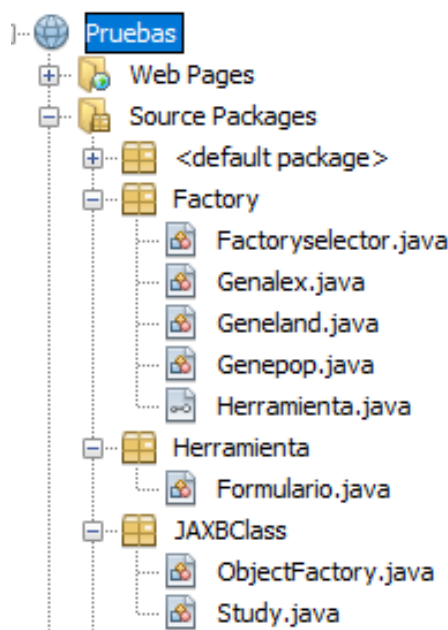 Pruebas
Web Pages
Source Packages
<default package>
Factory
Factoryselector.java
Genalex.java
Geneland.java
Genepop.java
Herramienta.java
Herramienta
Formulario.java
JAXBClass
ObjectFactory.java
Study.java